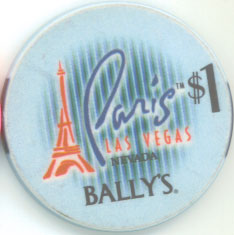 Paris™ $1
LAS VEGAS
NEVADA
BALLY'S®